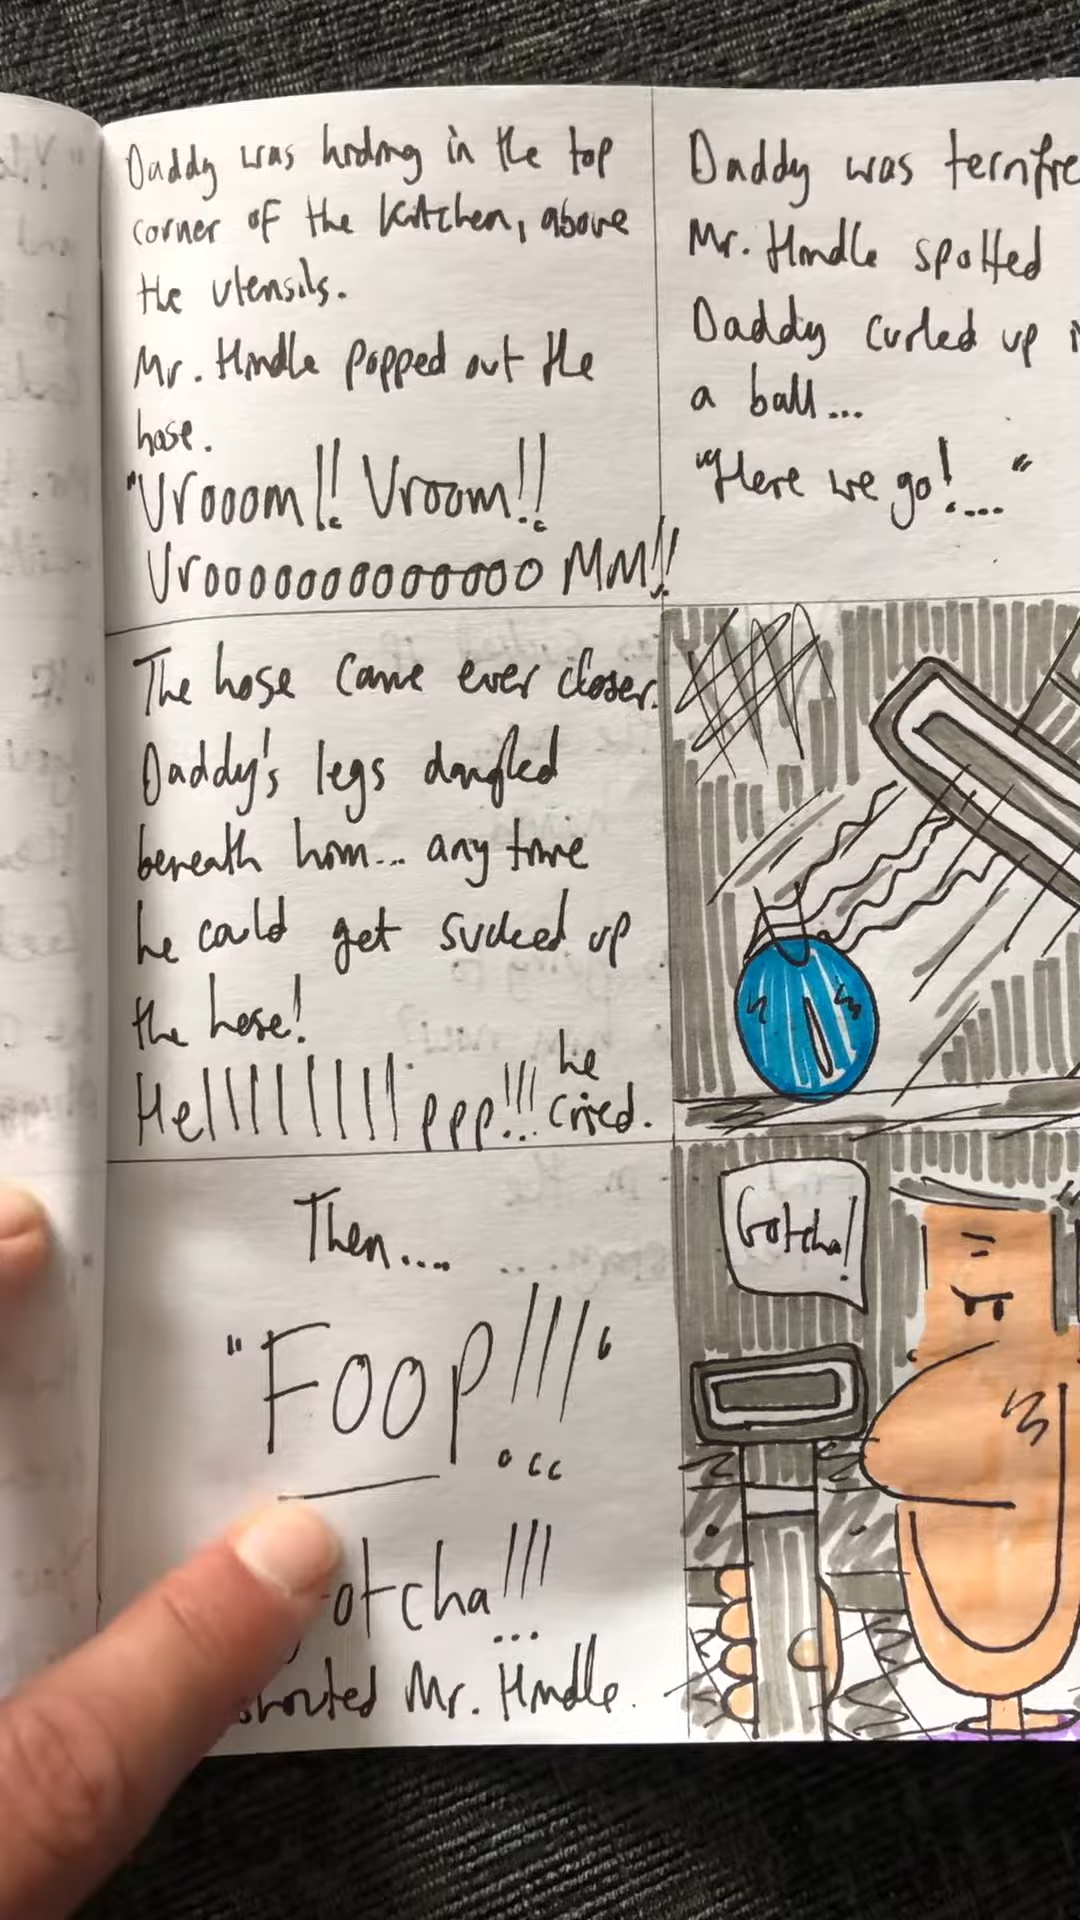 Daddy was hiding in the top
corner of the kitchen, above
the utensils.
Mr. Hindle popped out the
hose.
"Vrooom!! Vroom!!
Vrooooooooooooo MM!!
Daddy was terrifie
Mr. Hindle spotted
Daddy curled up i
a ball...
"Here we go!..."
The hose came ever closer.
Daddy's legs dangled
beneath him... any time
he could get sucked up
the hose!
Hellllllllllppp!!! he
cried.
Then....
"Foop!!!"
otcha!!!
shouted Mr. Hindle.
Gotcha!